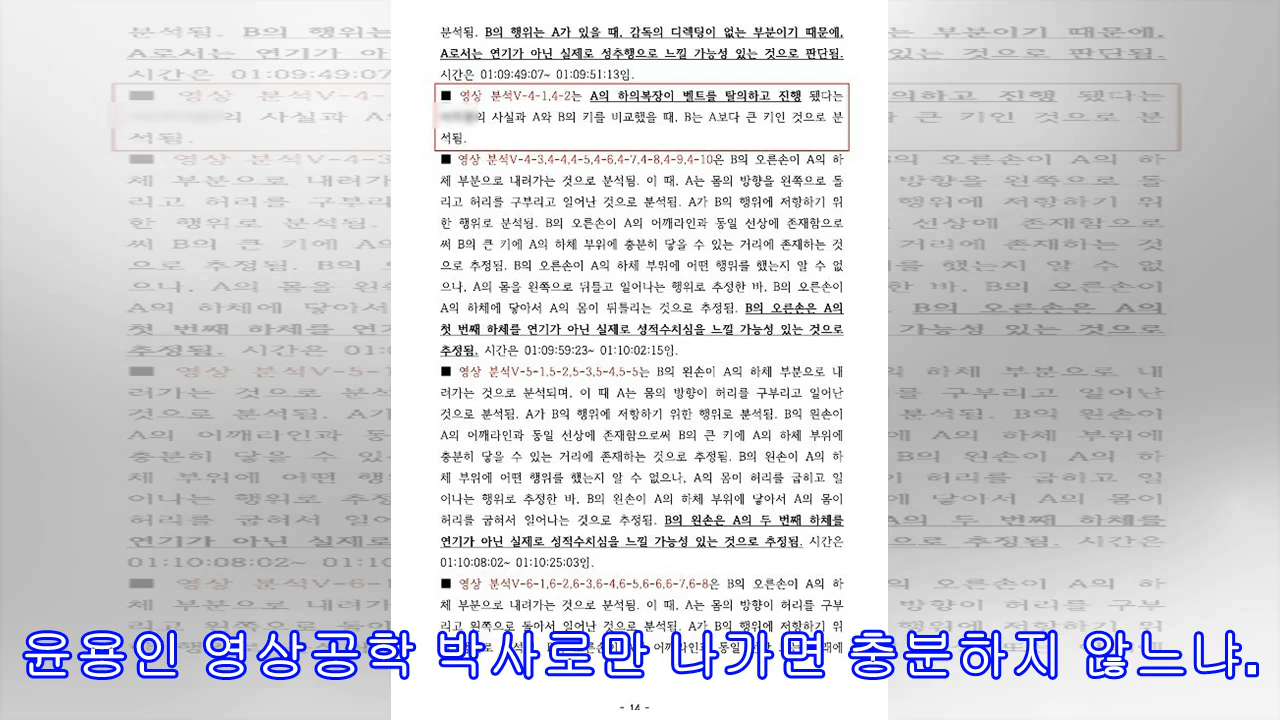 분석됨. B의 행위는 A가 있을 때, 감독의 디렉팅이 없는 부분이기 때문에,
A로서는 연기가 아닌 실제로 성추행으로 느낄 가능성 있는 것으로 판단됨.
시간은 01:09:49:07~ 01:09:51:13임.
■ 영상 분석V-4-1,4-2는 A의 하의복장이 벨트를 탈의하고 진행 됐다는
의 사실과 A와 B의 키를 비교했을 때, B는 A보다 큰 키인 것으로 분
석됨.
■ 영상 분석V-4-3,4-4,4-5,4-6,4-7,4-8,4-9,4-10은 B의 오른손이 A의 하
체 부분으로 내려가는 것으로 분석됨. 이 때, A는 몸의 방향을 왼쪽으로 돌
리고 허리를 구부리고 일어난 것으로 분석됨. A가 B의 행위에 저항하기 위
한 행위로 분석됨. B의 오른손이 A의 어깨라인과 동일 선상에 존재함으로
써 B의 큰 키에 A의 하체 부위에 충분히 닿을 수 있는 거리에 존재하는 것
으로 추정됨. B의 오른손이 A의 하체 부위에 어떤 행위를 했는지 알 수 없
으나, A의 몸을 왼쪽으로 뒤틀고 일어나는 행위로 추정한 바, B의 오른손이
A의 하체에 닿아서 A의 몸이 뒤틀리는 것으로 추정됨. B의 오른손은 A의
첫 번째 하체를 연기가 아닌 실제로 성적수치심을 느낄 가능성 있는 것으로
추정됨. 시간은 01:09:59:23~ 01:10:02:15임.
■ 영상 분석V-5-1,5-2,5-3,5-4,5-5는 B의 왼손이 A의 하체 부분으로 내
려가는 것으로 분석되며, 이 때 A는 몸의 방향이 허리를 구부리고 일어난
것으로 분석됨. A가 B의 행위에 저항하기 위한 행위로 분석됨. B의 왼손이
A의 어깨라인과 동일 선상에 존재함으로써 B의 큰 키에 A의 하체 부위에
충분히 닿을 수 있는 거리에 존재하는 것으로 추정됨. B의 왼손이 A의 하
체 부위에 어떤 행위를 했는지 알 수 없으나, A의 몸이 허리를 굽히고 일
어나는 행위로 추정한 바, B의 왼손이 A의 하체 부위에 닿아서 A의 몸이
허리를 굽혀서 일어나는 것으로 추정됨. B의 왼손은 A의 두 번째 하체를
연기가 아닌 실제로 성적수치심을 느낄 가능성 있는 것으로 추정됨. 시간은
01:10:08:02~ 01:10:25:03임.
■ 영상 분석V-6-1,6-2,6-3,6-4,6-5,6-6,6-7,6-8은 B의 오른손이 A의 하
체 부분으로 내려가는 것으로 분석됨. 이 때, A는 몸의 방향이 허리를 구부
리고 왼쪽으로 돌아서 일어난 것으로 분석됨. A가 B의 행위에 저항하기 위
윤용인 영상공학 박사로만 나가면 충분하지 않느냐.
- 14 -